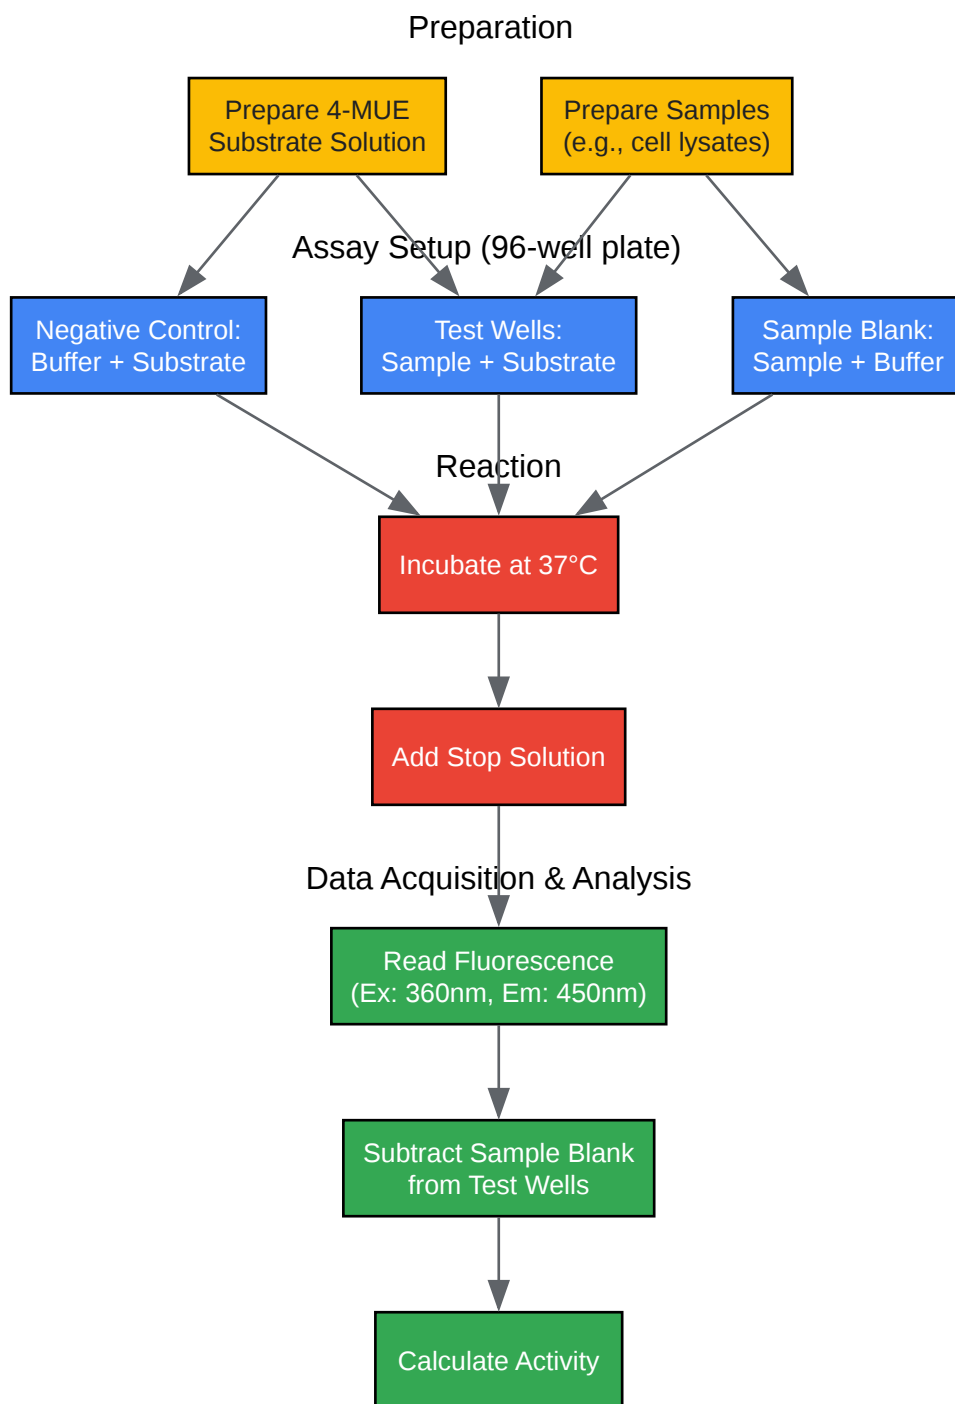 Preparation
Prepare 4-MUE
Substrate Solution
Prepare Samples
(e.g., cell lysates)
Assay Setup (96-well plate)
Negative Control:
Buffer + Substrate
Test Wells:
Sample + Substrate
Sample Blank:
Sample + Buffer
Reaction
Incubate at 37°C
Add Stop Solution
Data Acquisition & Analysis
Read Fluorescence
(Ex: 360nm, Em: 450nm)
Subtract Sample Blank
from Test Wells
Calculate Activity